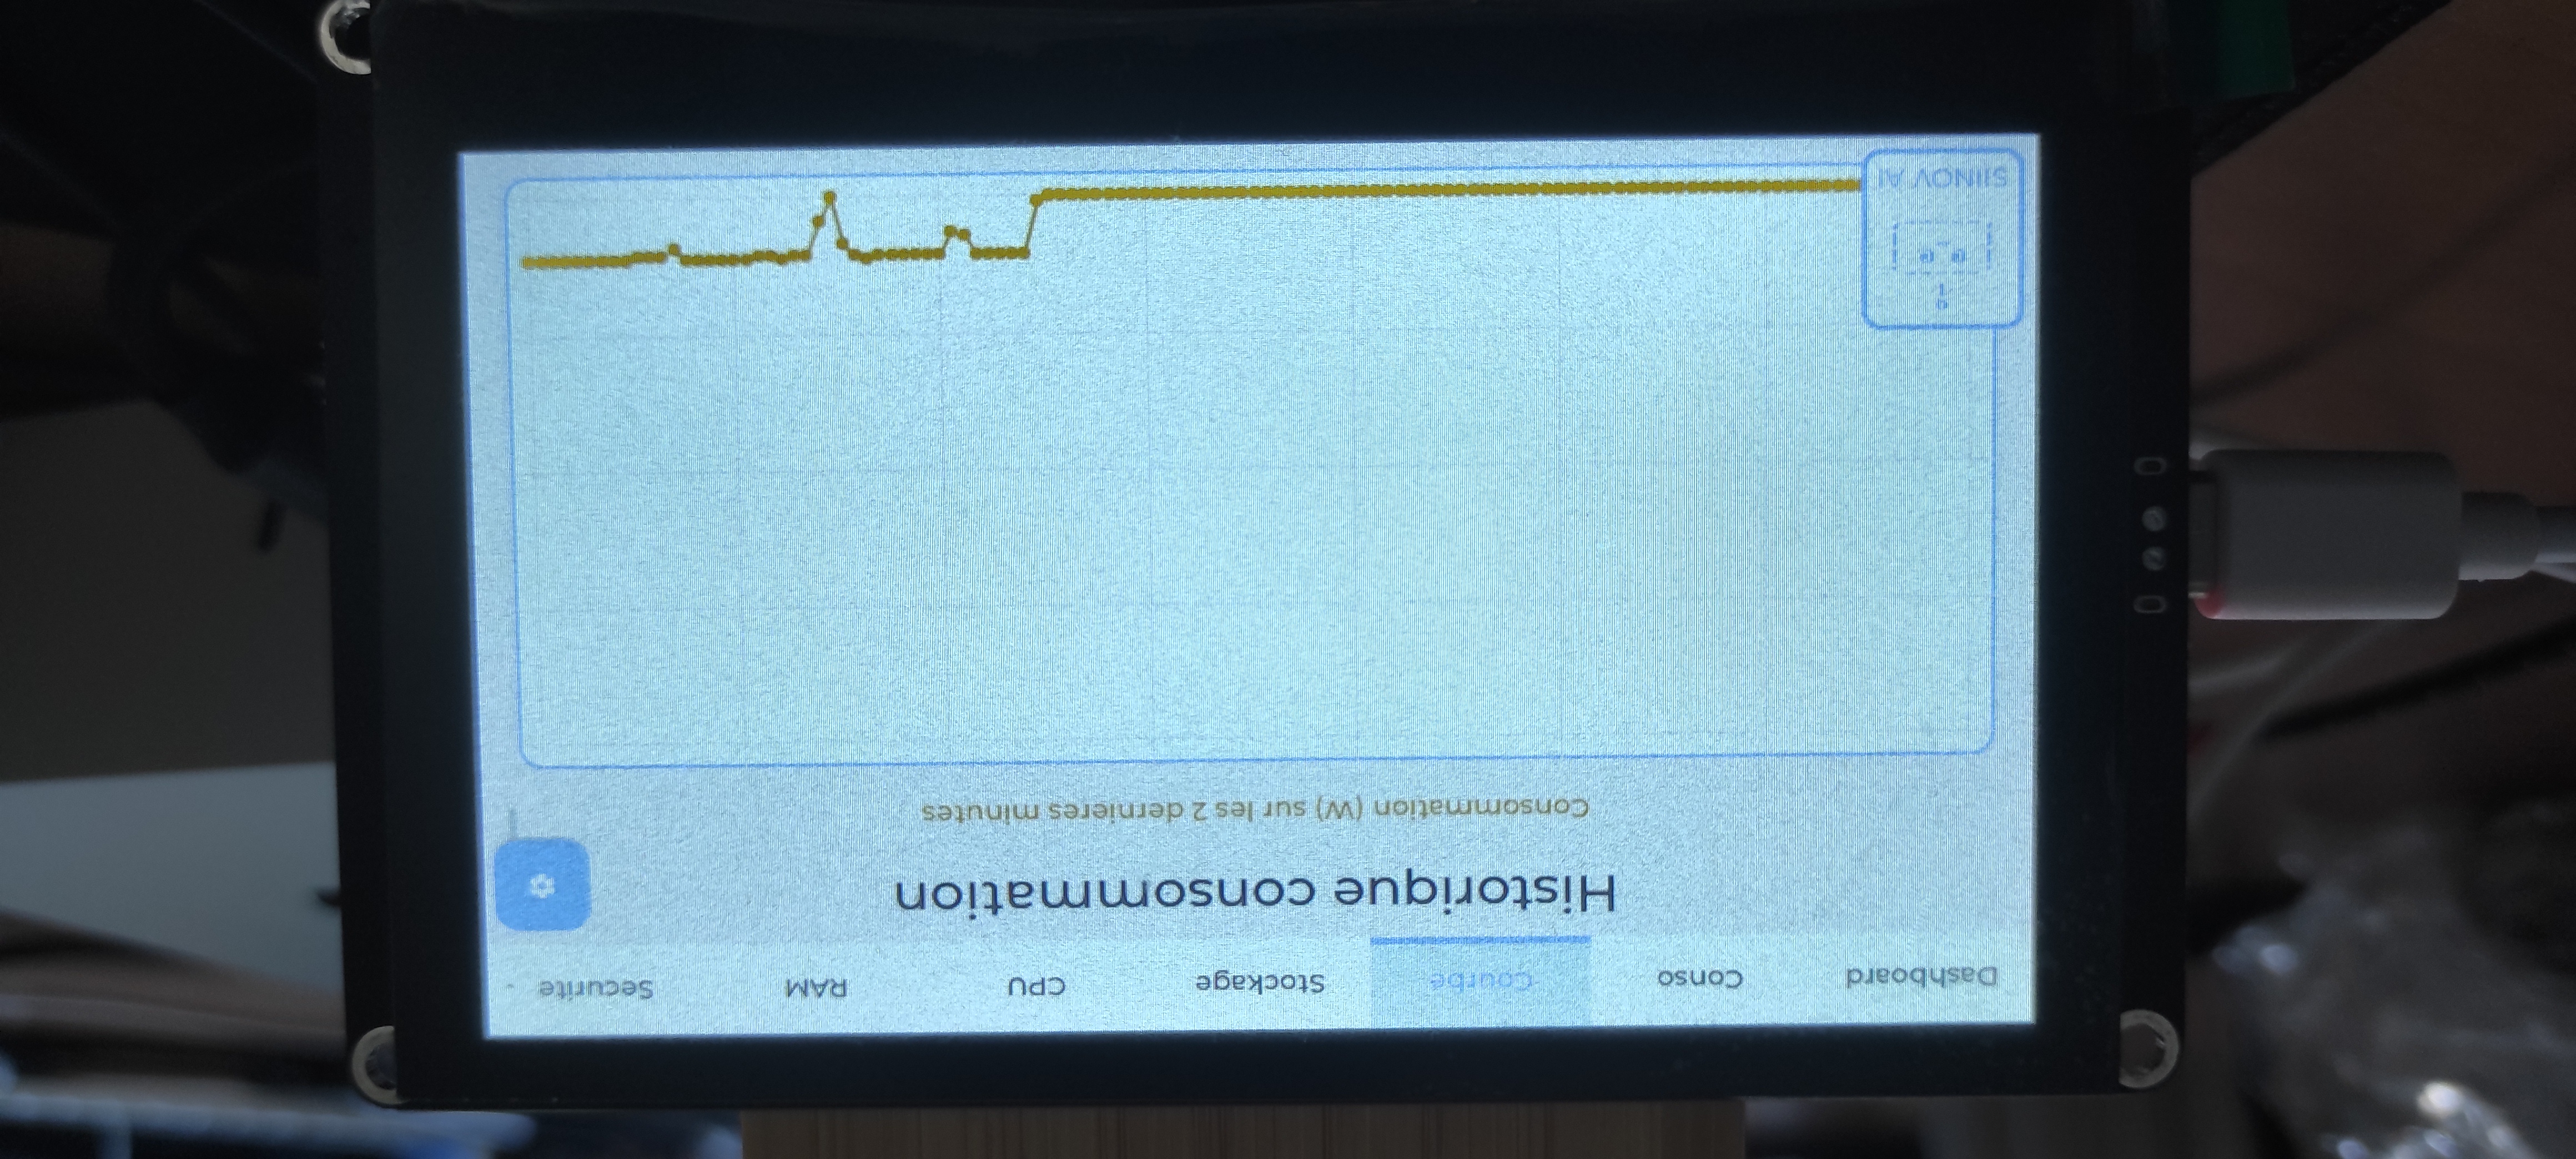 Dashboard Conso Courbe Stockage CPU RAM Securite
Historique consommation
Consommation (W) sur les 2 dernieres minutes
SIINOV AI